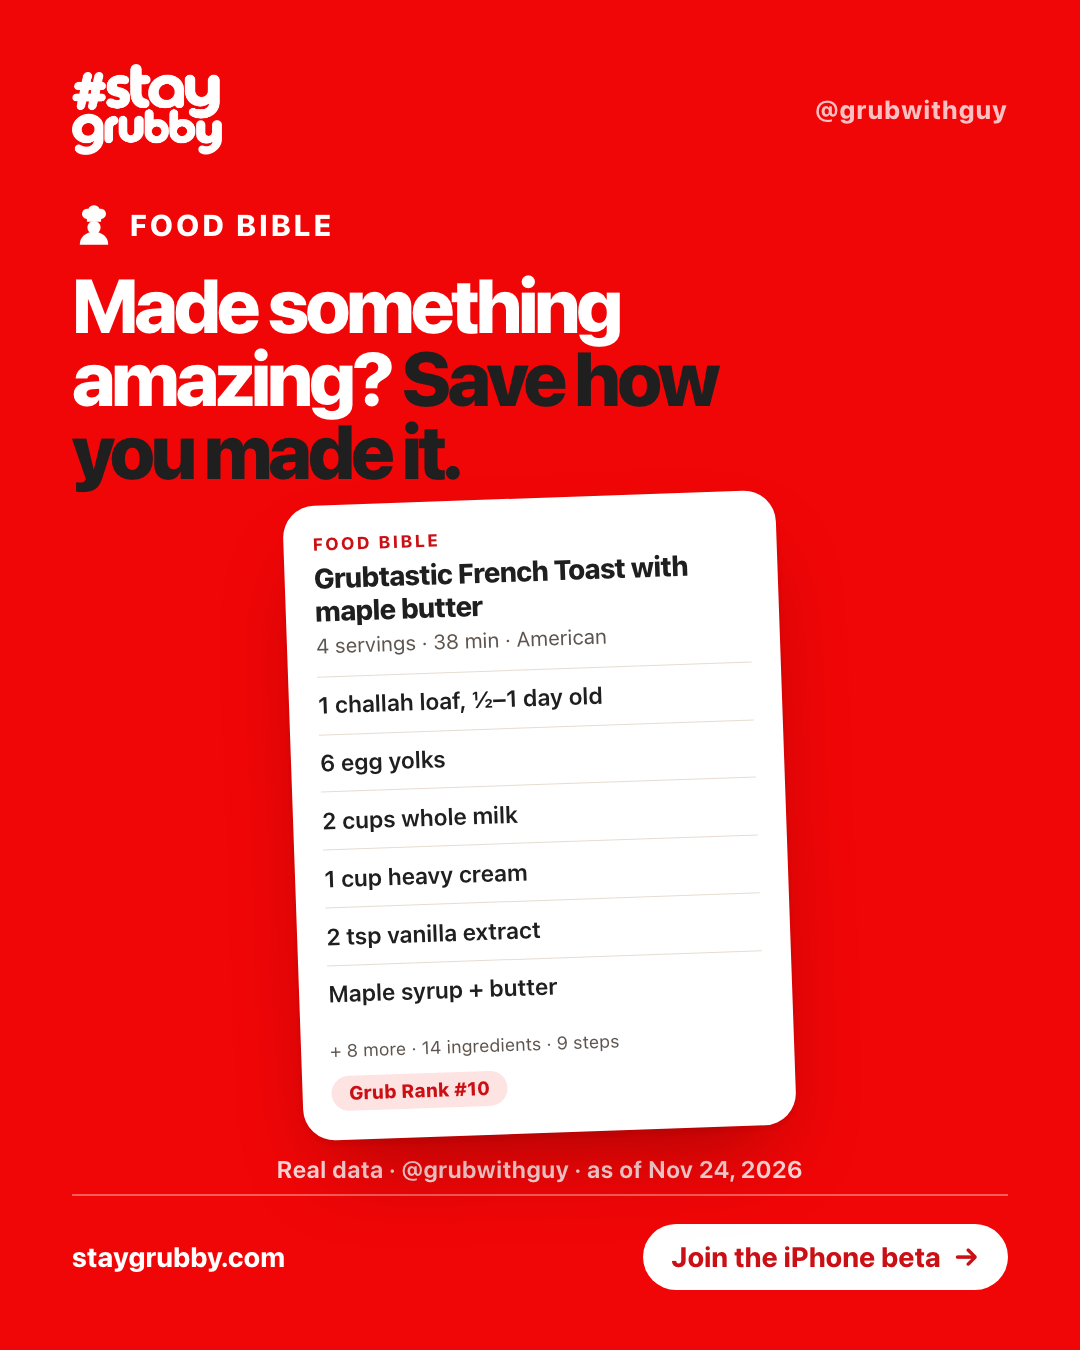 #stay
grubby
@grubwithguy
FOOD BIBLE
Made something
amazing? Save how
you made it.
FOOD BIBLE
Grubtastic French Toast with
maple butter
4 servings · 38 min · American
1 challah loaf, ½–1 day old
6 egg yolks
2 cups whole milk
1 cup heavy cream
2 tsp vanilla extract
Maple syrup + butter
+ 8 more · 14 ingredients · 9 steps
Grub Rank #10
Real data · @grubwithguy · as of Nov 24, 2026
staygrubby.com
Join the iPhone beta →